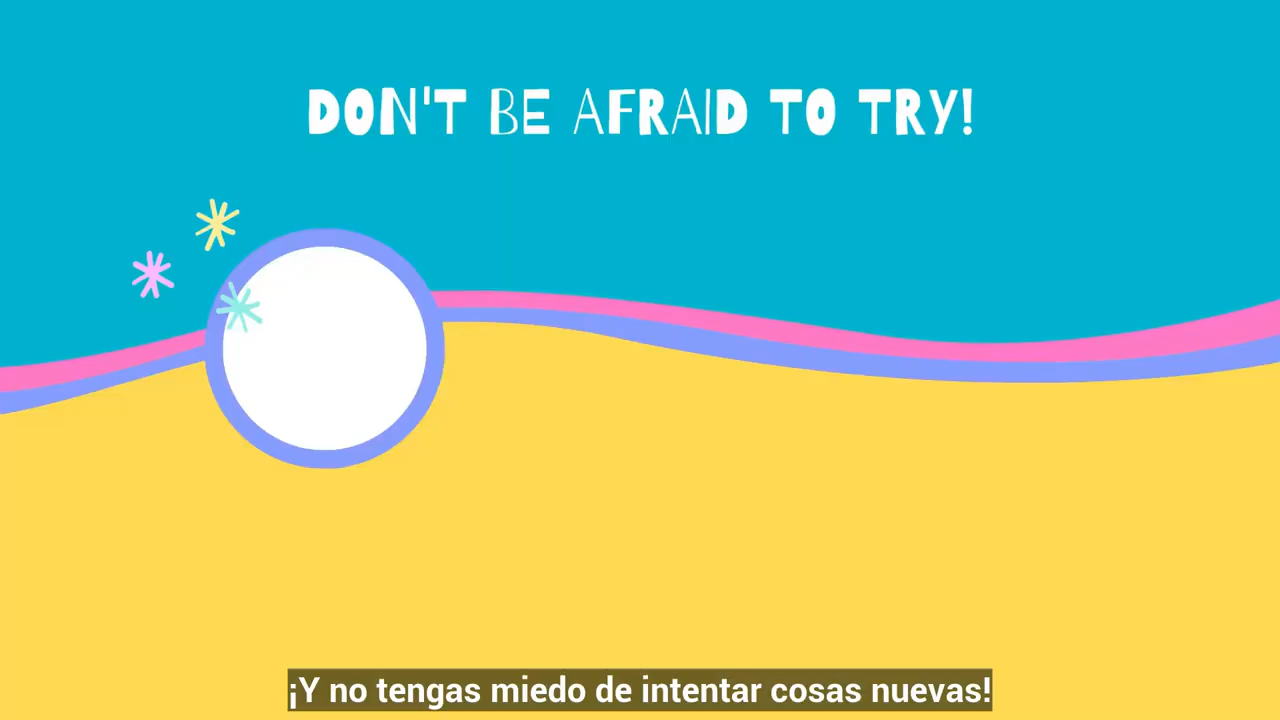 DON'T BE AFRAID TO TRY!
¡Y no tengas miedo de intentar cosas nuevas!